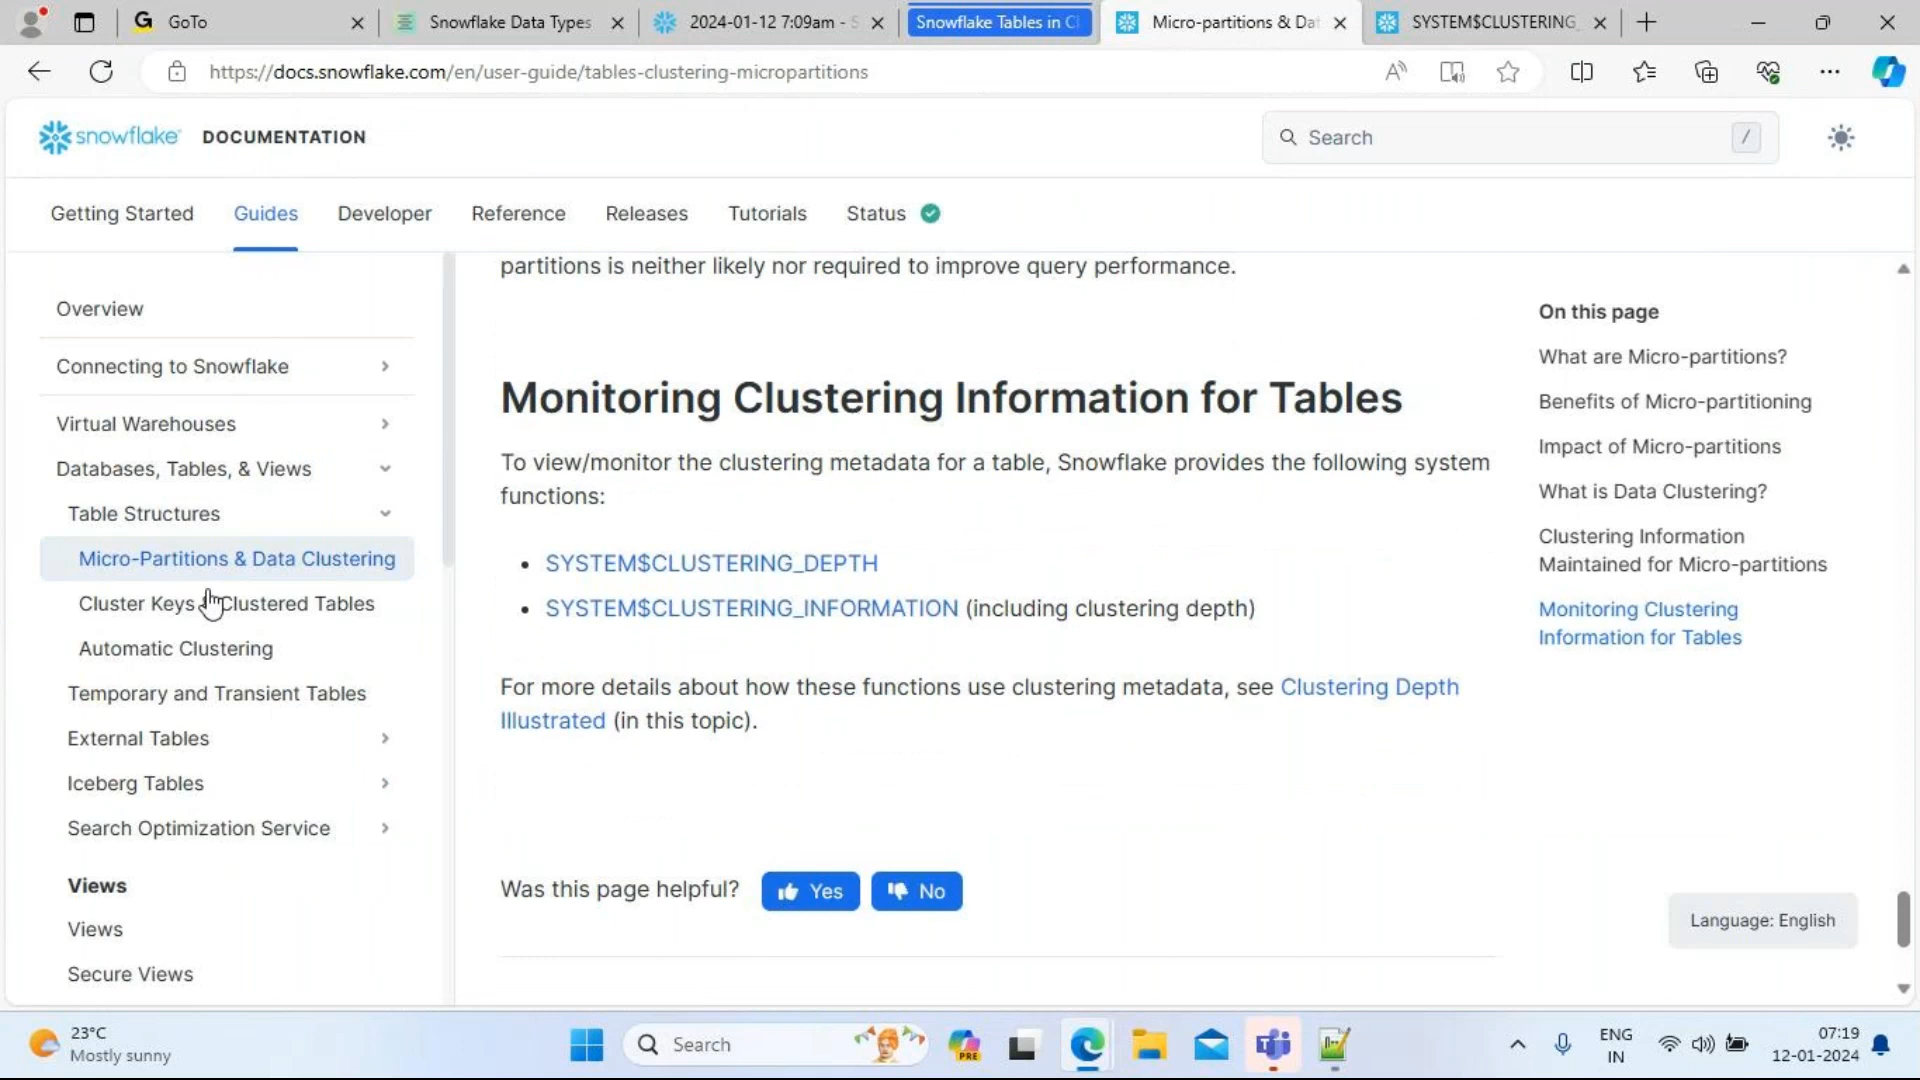 GoTo
Snowflake Data Types
2024-01-12 7:09am - S
Snowflake Tables in Cl
Micro-partitions & Dat
SYSTEM$CLUSTERING_
https://docs.snowflake.com/en/user-guide/tables-clustering-micropartitions
snowflake DOCUMENTATION
Search /
Getting Started Guides Developer Reference Releases Tutorials Status
Overview
Connecting to Snowflake
Virtual Warehouses
Databases, Tables, & Views
Table Structures
Micro-Partitions & Data Clustering
Cluster Keys Clustered Tables
Automatic Clustering
Temporary and Transient Tables
External Tables
Iceberg Tables
Search Optimization Service
Views
Views
Secure Views
partitions is neither likely nor required to improve query performance.
Monitoring Clustering Information for Tables
To view/monitor the clustering metadata for a table, Snowflake provides the following system
functions:
• SYSTEM$CLUSTERING_DEPTH
• SYSTEM$CLUSTERING_INFORMATION (including clustering depth)
For more details about how these functions use clustering metadata, see Clustering Depth
Illustrated (in this topic).
Was this page helpful? Yes No
On this page
What are Micro-partitions?
Benefits of Micro-partitioning
Impact of Micro-partitions
What is Data Clustering?
Clustering Information
Maintained for Micro-partitions
Monitoring Clustering
Information for Tables
Language: English
23°C
Mostly sunny
Search
PRE
ENG
IN
07:19
12-01-2024